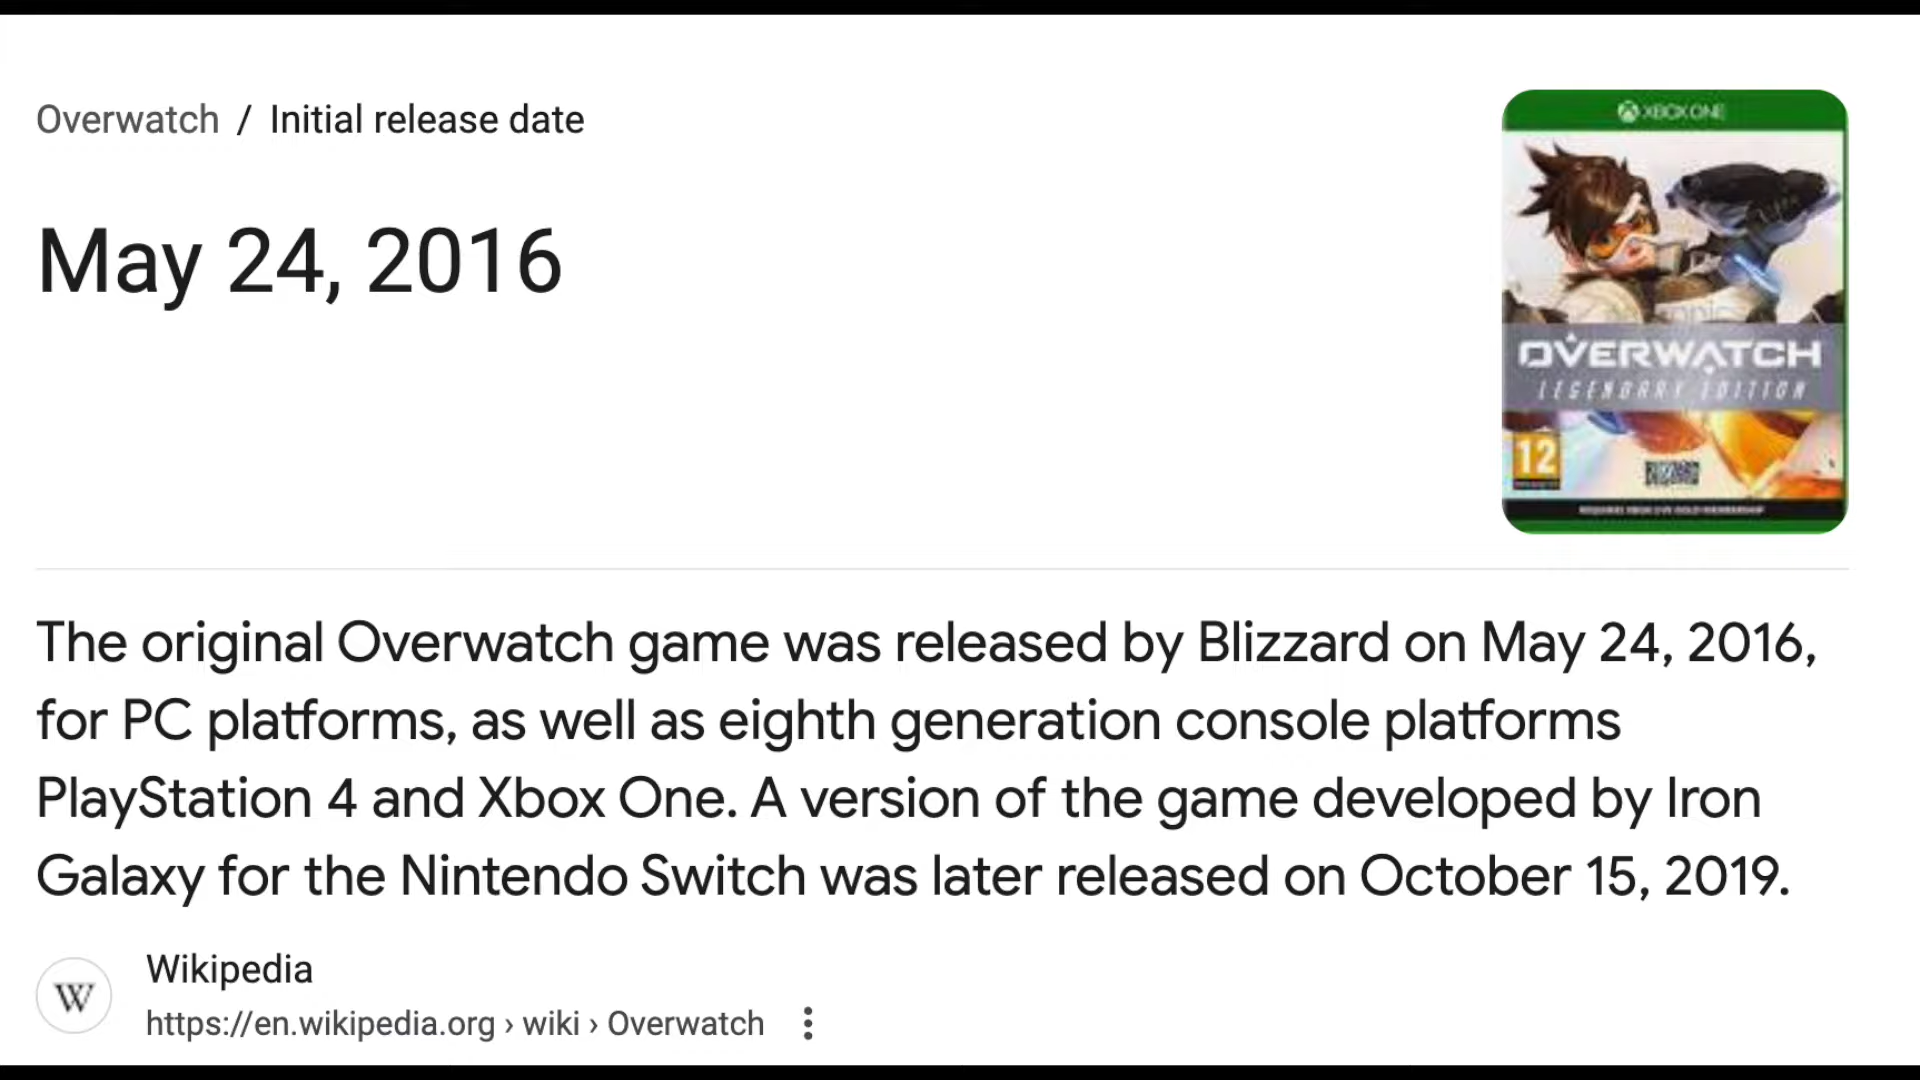 Overwatch / Initial release date
May 24, 2016
XBOX ONE
OVERWATCH
LEGENDARY EDITION
12
The original Overwatch game was released by Blizzard on May 24, 2016,
for PC platforms, as well as eighth generation console platforms
PlayStation 4 and Xbox One. A version of the game developed by Iron
Galaxy for the Nintendo Switch was later released on October 15, 2019.
W
Wikipedia
https://en.wikipedia.org › wiki › Overwatch